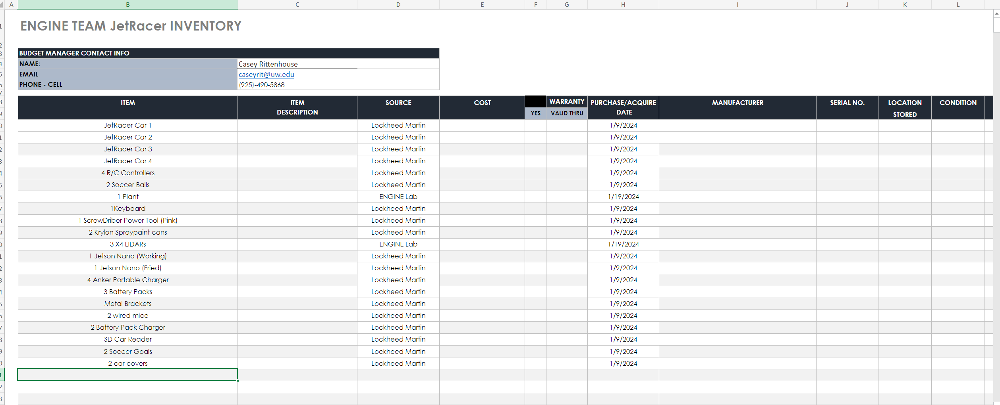 A B C D E F G H I J K L
ENGINE TEAM JetRacer INVENTORY
BUDGET MANAGER CONTACT INFO
NAME: Casey Rittenhouse
EMAIL caseyrit@uw.edu
PHONE - CELL (925)-490-5868
ITEM ITEM SOURCE COST WARRANTY PURCHASE/ACQUIRE MANUFACTURER SERIAL NO. LOCATION CONDITION
DESCRIPTION YES VALID THRU DATE STORED
JetRacer Car 1 Lockheed Martin 1/9/2024
JetRacer Car 2 Lockheed Martin 1/9/2024
JetRacer Car 3 Lockheed Martin 1/9/2024
JetRacer Car 4 Lockheed Martin 1/9/2024
4 R/C Controllers Lockheed Martin 1/9/2024
2 Soccer Balls Lockheed Martin 1/9/2024
1 Plant ENGINE Lab 1/19/2024
1Keyboard Lockheed Martin 1/9/2024
1 ScrewDriber Power Tool (Pink) Lockheed Martin 1/9/2024
2 Krylon Spraypaint cans Lockheed Martin 1/9/2024
3 X4 LIDARs ENGINE Lab 1/19/2024
1 Jetson Nano (Working) Lockheed Martin 1/9/2024
1 Jetson Nano (Fried) Lockheed Martin 1/9/2024
4 Anker Portable Charger Lockheed Martin 1/9/2024
3 Battery Packs Lockheed Martin 1/9/2024
Metal Brackets Lockheed Martin 1/9/2024
2 wired mice Lockheed Martin 1/9/2024
2 Battery Pack Charger Lockheed Martin 1/9/2024
SD Car Reader Lockheed Martin 1/9/2024
2 Soccer Goals Lockheed Martin 1/9/2024
2 car covers Lockheed Martin 1/9/2024